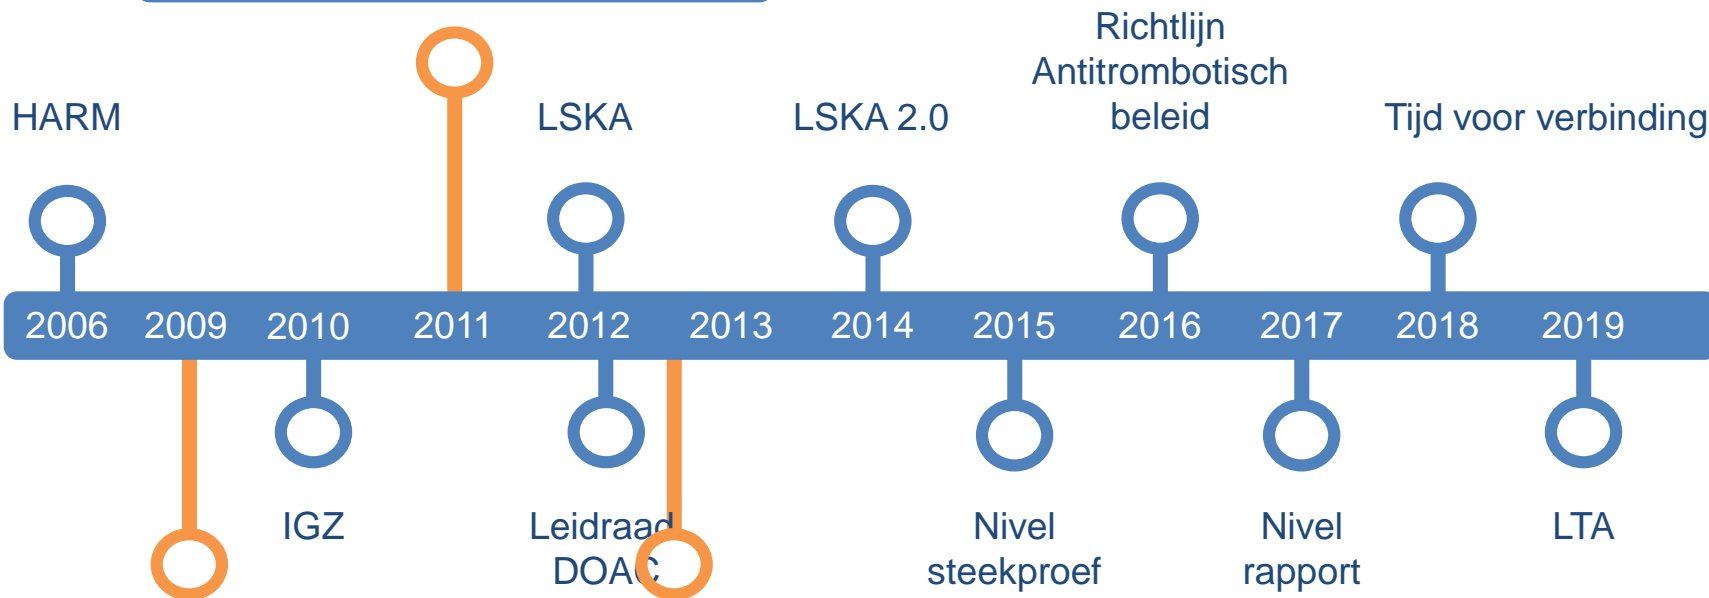 Richtlijn
Antitrombotisch
beleid
HARM
LSKA
LSKA 2.0
Tijd voor verbinding
2006 2009 2010 2011 2012 2013 2014 2015 2016 2017 2018 2019
IGZ
Leidraad
DOAC
Nivel
steekproef
Nivel
rapport
LTA